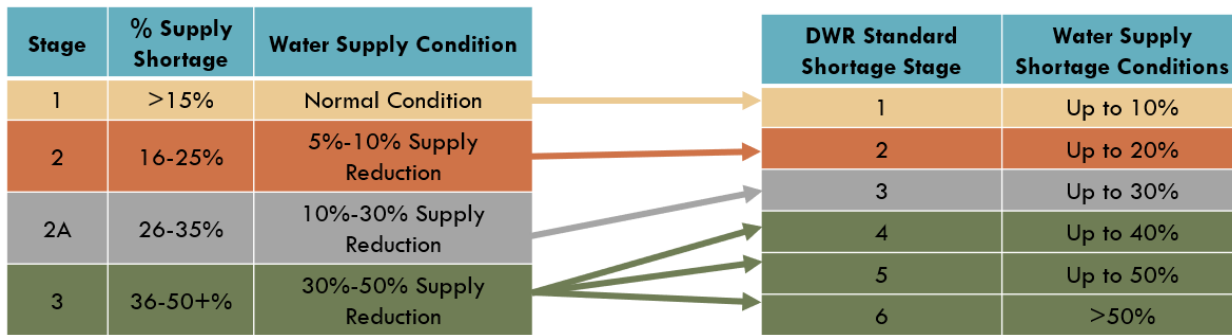 Stage
% Supply
Shortage
Water Supply Condition
1
>15%
Normal Condition
2
16-25%
5%-10% Supply
Reduction
2A
26-35%
10%-30% Supply
Reduction
3
36-50+%
30%-50% Supply
Reduction
DWR Standard
Shortage Stage
Water Supply
Shortage Conditions
1
Up to 10%
2
Up to 20%
3
Up to 30%
4
Up to 40%
5
Up to 50%
6
>50%